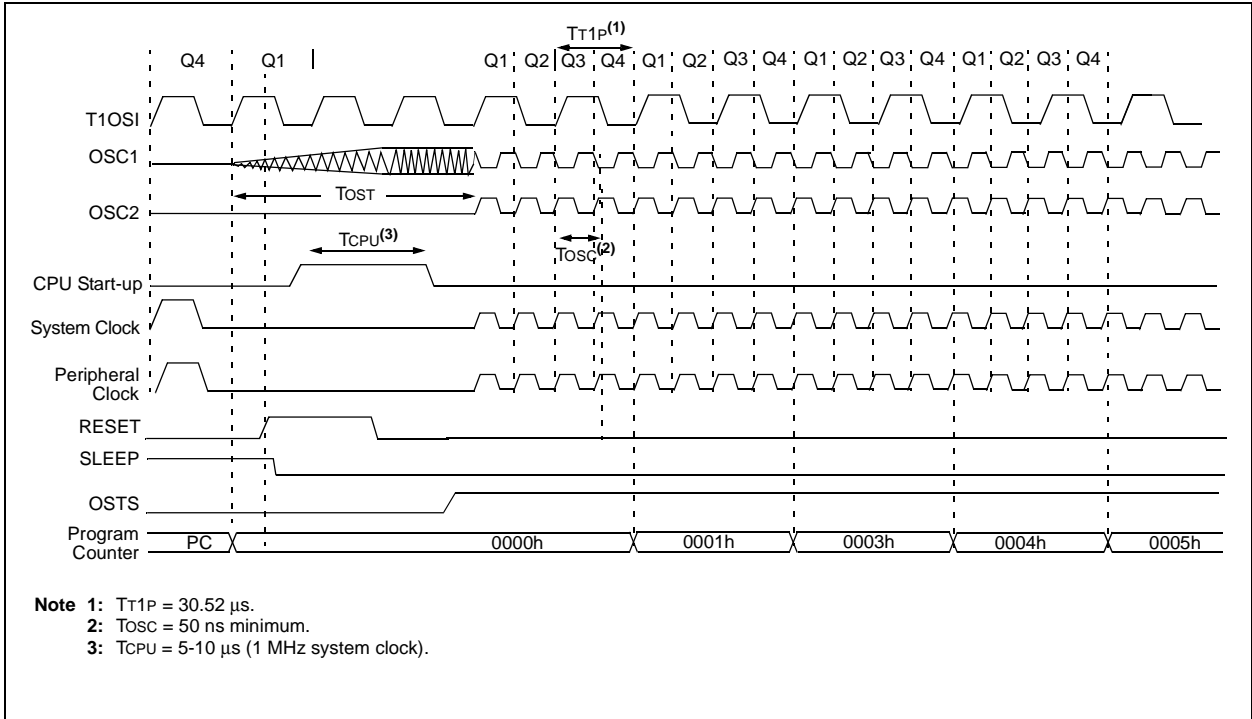 TT1P(1)
Q4 Q1 Q1 Q2 Q3 Q4 Q1 Q2 Q3 Q4 Q1 Q2 Q3 Q4 Q1 Q2 Q3 Q4
T1OSI
OSC1
TOST
OSC2
TCPU(3)
TOSC(2)
CPU Start-up
System Clock
Peripheral
Clock
RESET
SLEEP
OSTS
Program
Counter
PC 0000h 0001h 0003h 0004h 0005h
Note 1: TT1P = 30.52 μs.
2: TOSC = 50 ns minimum.
3: TCPU = 5-10 μs (1 MHz system clock).